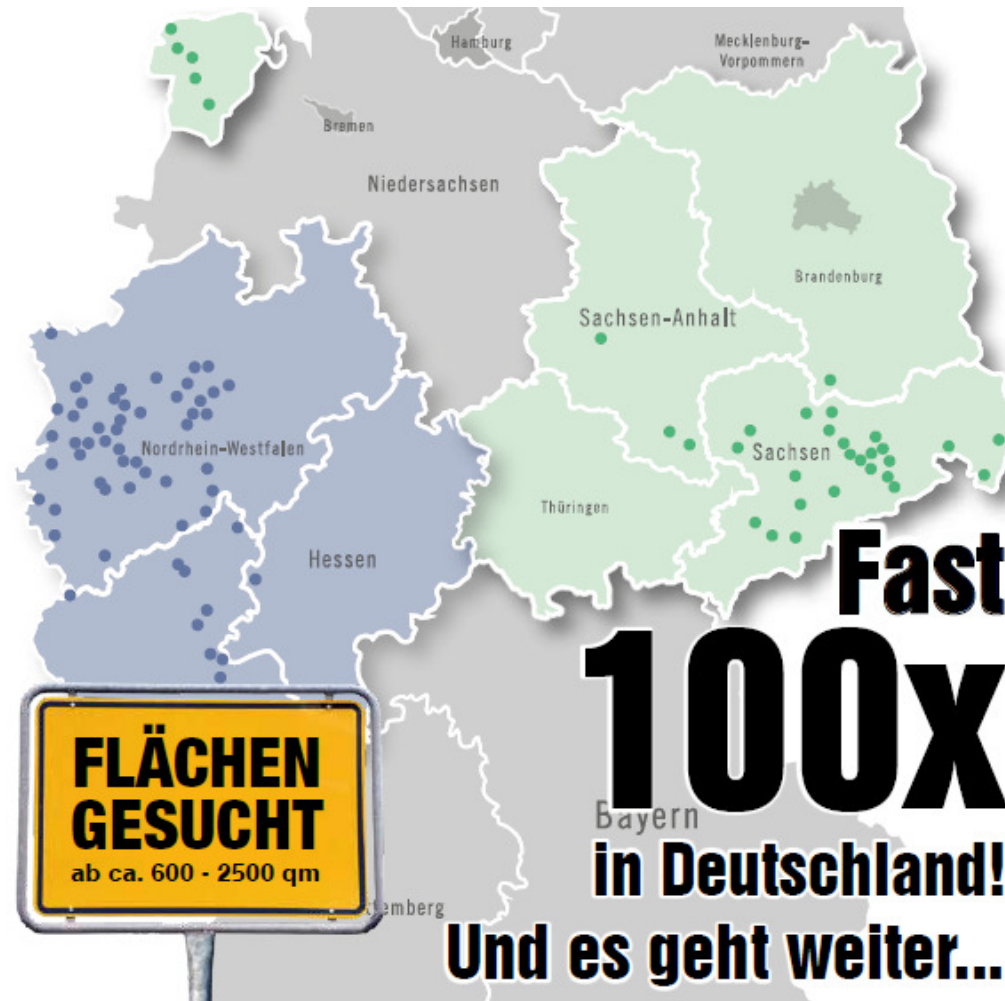 Hamburg
Mecklenburg-
Vorpommern
Bremen
Niedersachsen
Brandenburg
Sachsen-Anhalt
Nordrhein-Westfalen
Sachsen
Thüringen
Hessen
Fast
100x
Bayern
in Deutschland!
Und es geht weiter...
FLÄCHEN
GESUCHT
ab ca. 600 - 2500 qm
temberg